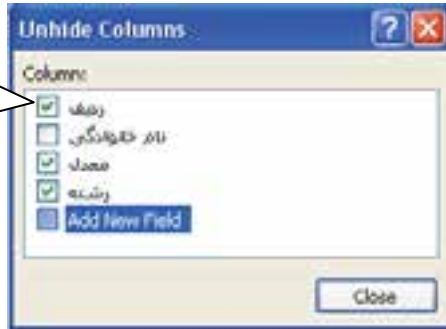 Unhide Columns
Column:
ردیف
نام خانوادگی
معدل
رشته
Add New Field
Close